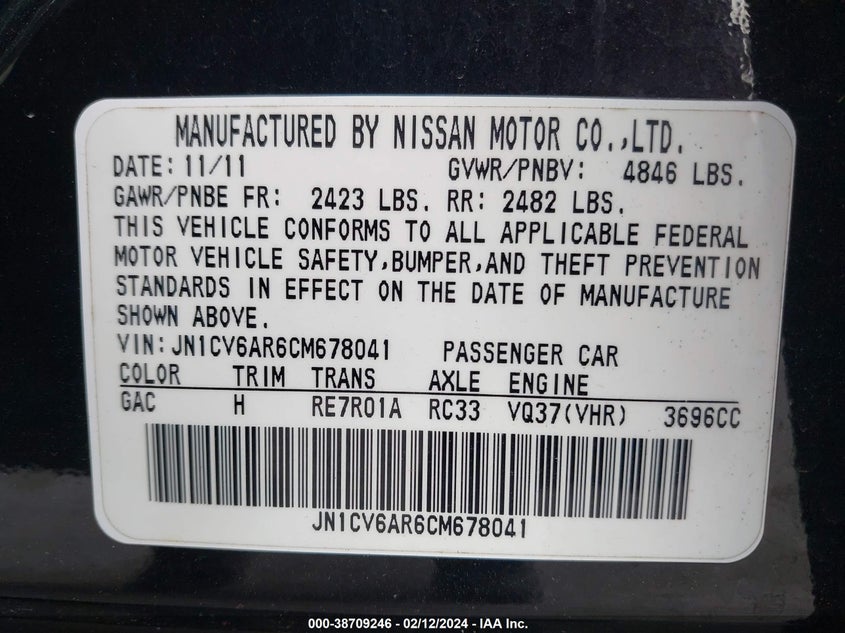 MANUFACTURED BY NISSAN MOTOR CO.,LTD.
DATE: 11/11 GVWR/PNBV: 4846 LBS.
GAWR/PNBE FR: 2423 LBS. RR: 2482 LBS.
THIS VEHICLE CONFORMS TO ALL APPLICABLE FEDERAL
MOTOR VEHICLE SAFETY,BUMPER,AND THEFT PREVENTION
STANDARDS IN EFFECT ON THE DATE OF MANUFACTURE
SHOWN ABOVE.
VIN:JN1CV6AR6CM678041 PASSENGER CAR
COLOR TRIM TRANS AXLE ENGINE
GAC H RE7R01A RC33 VQ37(VHR) 3696CC
JN1CV6AR6CM678041
000-38709246 - 02/12/2024 - IAA Inc.